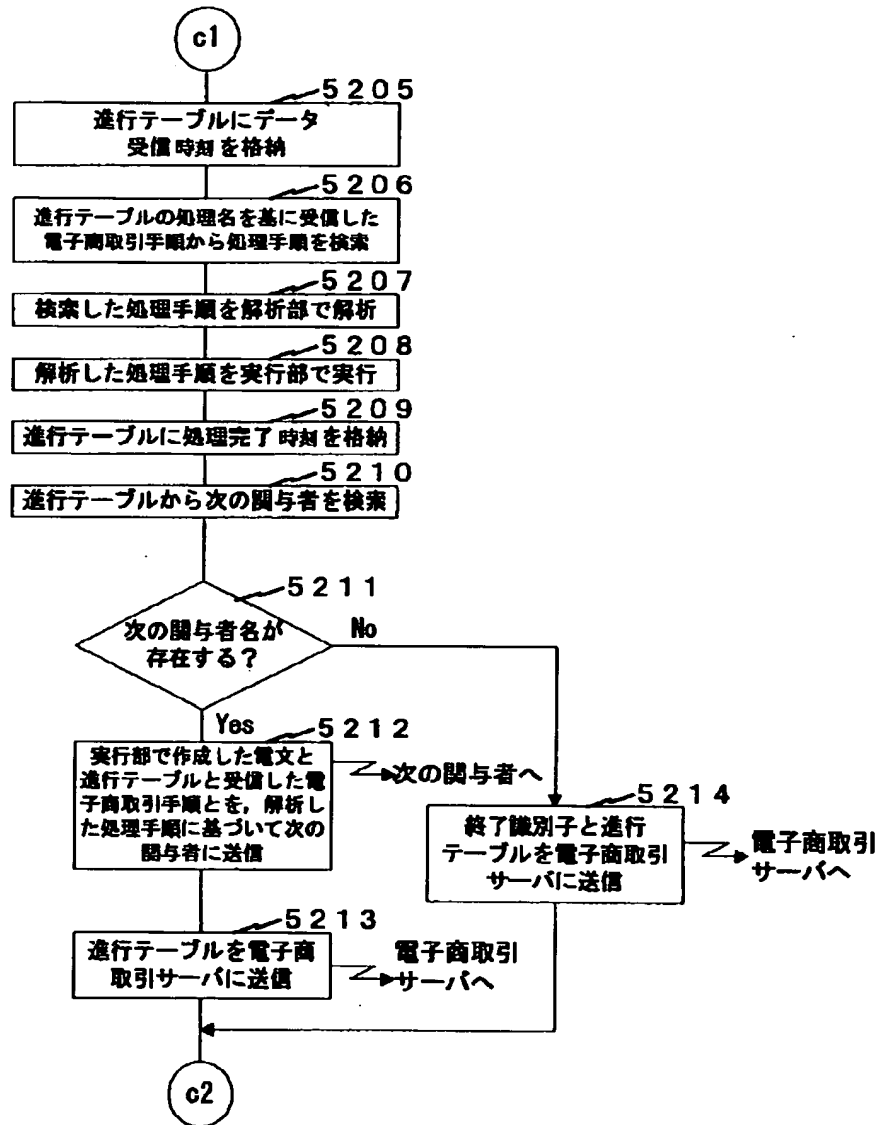 c1
5205
進行テーブルにデータ
受信時刻を格納
5206
進行テーブルの処理名を基に受信した
電子商取引手順から処理手順を検索
5207
検索した処理手順を解析部で解析
5208
解析した処理手順を実行部で実行
5209
進行テーブルに処理完了時刻を格納
5210
進行テーブルから次の関与者を検索
5211
次の関与者名が
存在する?
No
Yes
5212
実行部で作成した電文と
進行テーブルと受信した電
子商取引手順とを,解析し
た処理手順に基づいて次の
関与者に送信
次の関与者へ
5214
終了識別子と進行
テーブルを電子商取引
サーバに送信
電子商取引
サーバへ
5213
進行テーブルを電子商
取引サーバに送信
電子商取引
サーバへ
c2